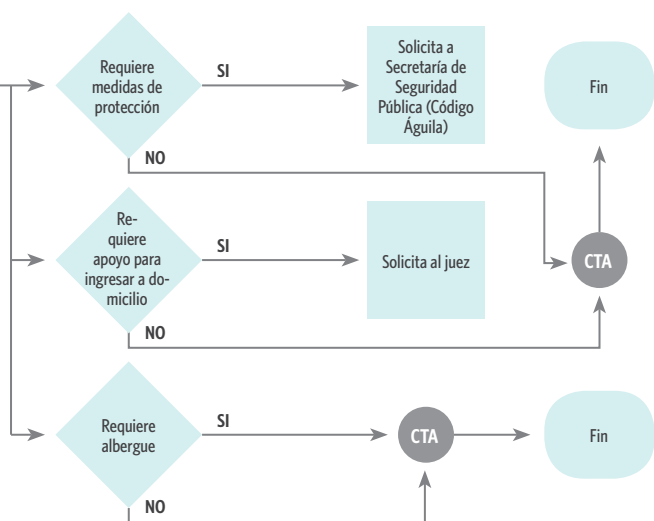 Requiere
medidas de
protección
SI
Solicita a
Secretaría de
Seguridad
Pública (Código
Águila)
Fin
NO
Re-
quiere
apoyo para
ingresar a do-
micilio
SI
Solicita al juez
CTA
NO
Requiere
albergue
SI
CTA
Fin
NO